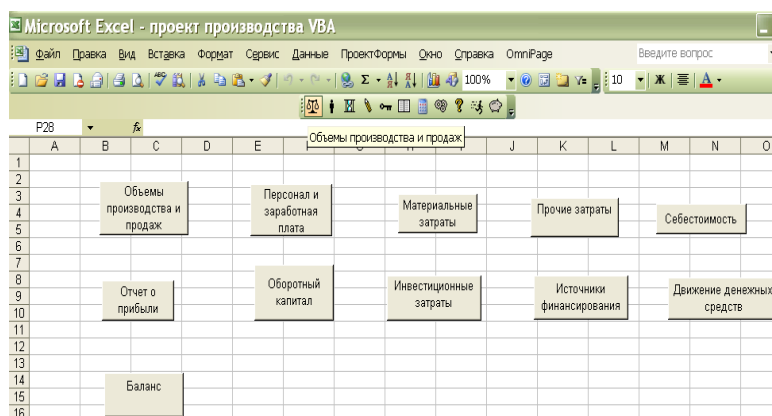 Microsoft Excel - проект производства VBA
Файл Правка Вид Вставка Формат Сервис Данные ПроектФормы Окно Справка OmniPage Введите вопрос
Σ 100% 10 Ж А
Объемы производства и продаж
P28 fx
A B C D E J K L M N O
1
2
3
4
5
6
7
8
9
10
11
12
13
14
15
16
Объемы
производства и
продаж
Персонал и
заработная
плата
Материальные
затраты
Прочие затраты
Себестоимость
Отчет о
прибыли
Оборотный
капитал
Инвестиционные
затраты
Источники
финансирования
Движение денежных
средств
Баланс